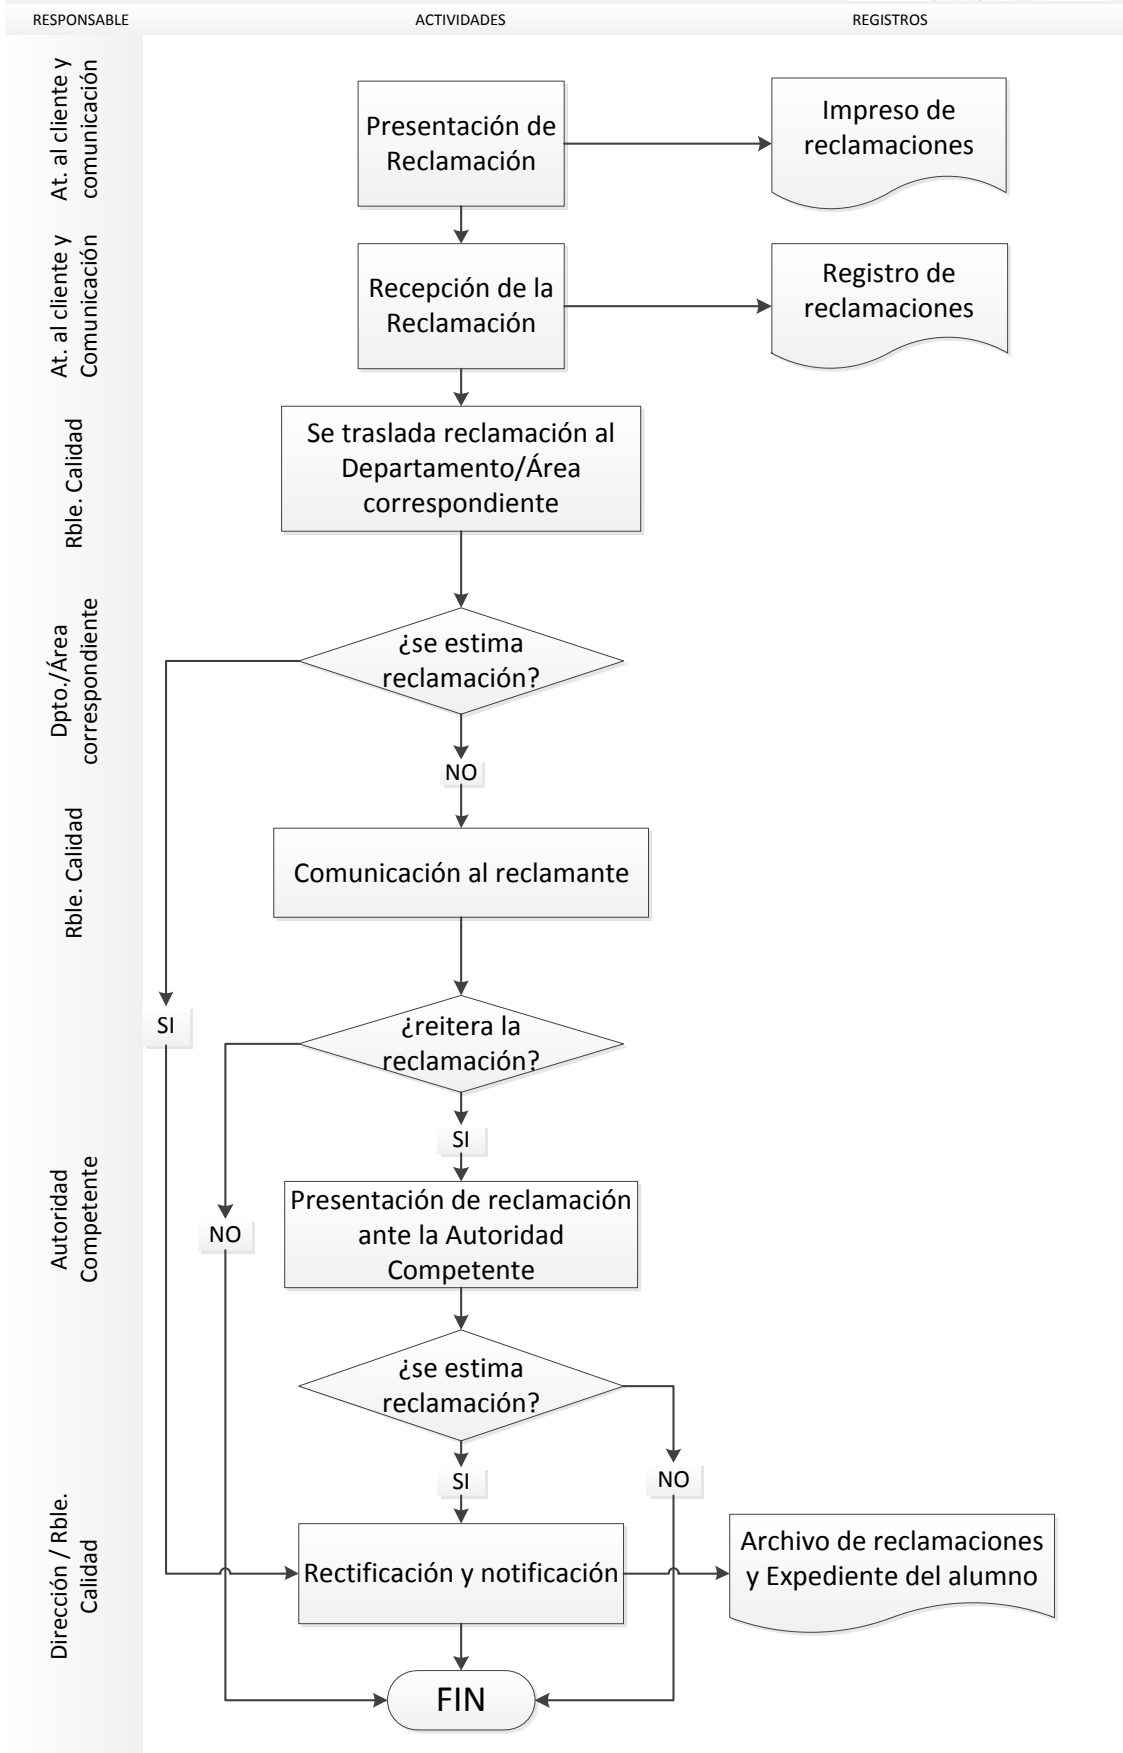 RESPONSABLE
ACTIVIDADES
REGISTROS
At. al cliente y
comunicación
Presentación de
Reclamación
Impreso de
reclamaciones
At. al cliente y
Comunicación
Recepción de la
Reclamación
Registro de
reclamaciones
Rble. Calidad
Se traslada reclamación al
Departamento/Área
correspondiente
Dpto./Área
correspondiente
¿se estima
reclamación?
NO
Rble. Calidad
Comunicación al reclamante
SI
¿reitera la
reclamación?
SI
Autoridad
Competente
NO
Presentación de reclamación
ante la Autoridad
Competente
¿se estima
reclamación?
SI
NO
Dirección / Rble.
Calidad
Rectificación y notificación
Archivo de reclamaciones
y Expediente del alumno
FIN